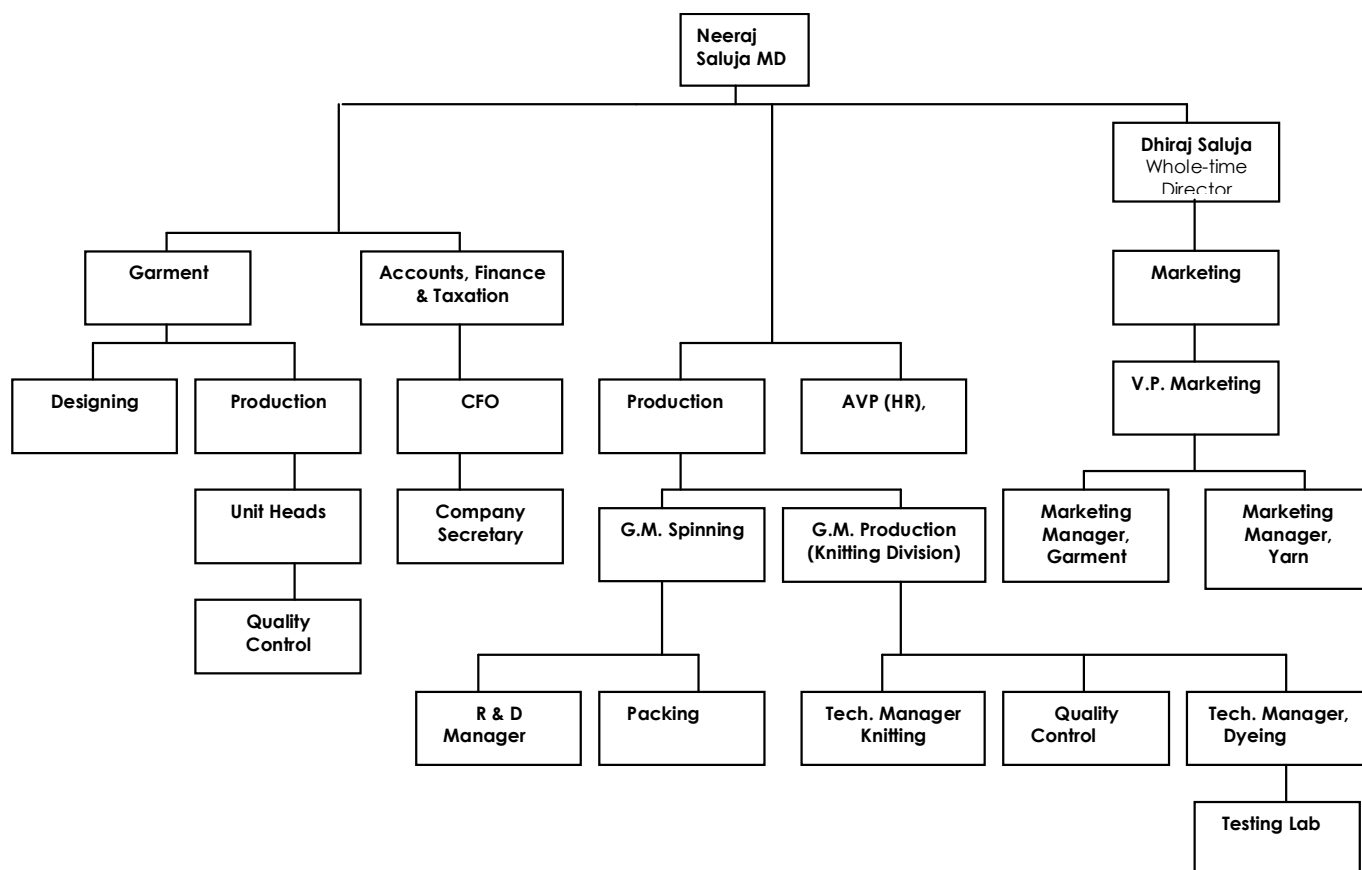 Neeraj
Saluja MD
Dhiraj Saluja
Whole-time
Director
Garment
Accounts, Finance
& Taxation
Marketing
Designing
Production
CFO
Production
AVP (HR),
V.P. Marketing
Unit Heads
Company
Secretary
G.M. Spinning
G.M. Production
(Knitting Division)
Marketing
Manager,
Garment
Marketing
Manager,
Yarn
Quality
Control
R & D
Manager
Packing
Tech. Manager
Knitting
Quality
Control
Tech. Manager,
Dyeing
Testing Lab